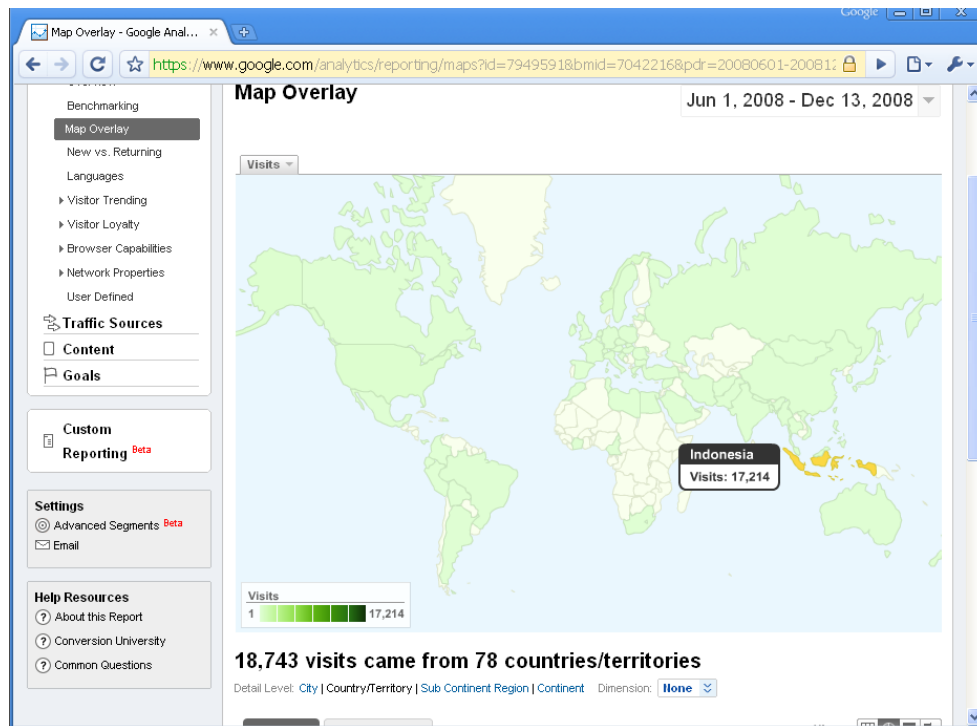 Google
Map Overlay - Google Anal...
https://www.google.com/analytics/reporting/maps?id=7949591&bmid=7042216&pdr=20080601-200812
Benchmarking
Map Overlay
New vs. Returning
Languages
Visitor Trending
Visitor Loyalty
Browser Capabilities
Network Properties
User Defined
Traffic Sources
Content
Goals
Custom
Reporting Beta
Settings
Advanced Segments Beta
Email
Help Resources
About this Report
Conversion University
Common Questions
Map Overlay
Jun 1, 2008 - Dec 13, 2008
Visits
Indonesia
Visits: 17,214
Visits
1 17,214
18,743 visits came from 78 countries/territories
Detail Level: City | Country/Territory | Sub Continent Region | Continent Dimension: None